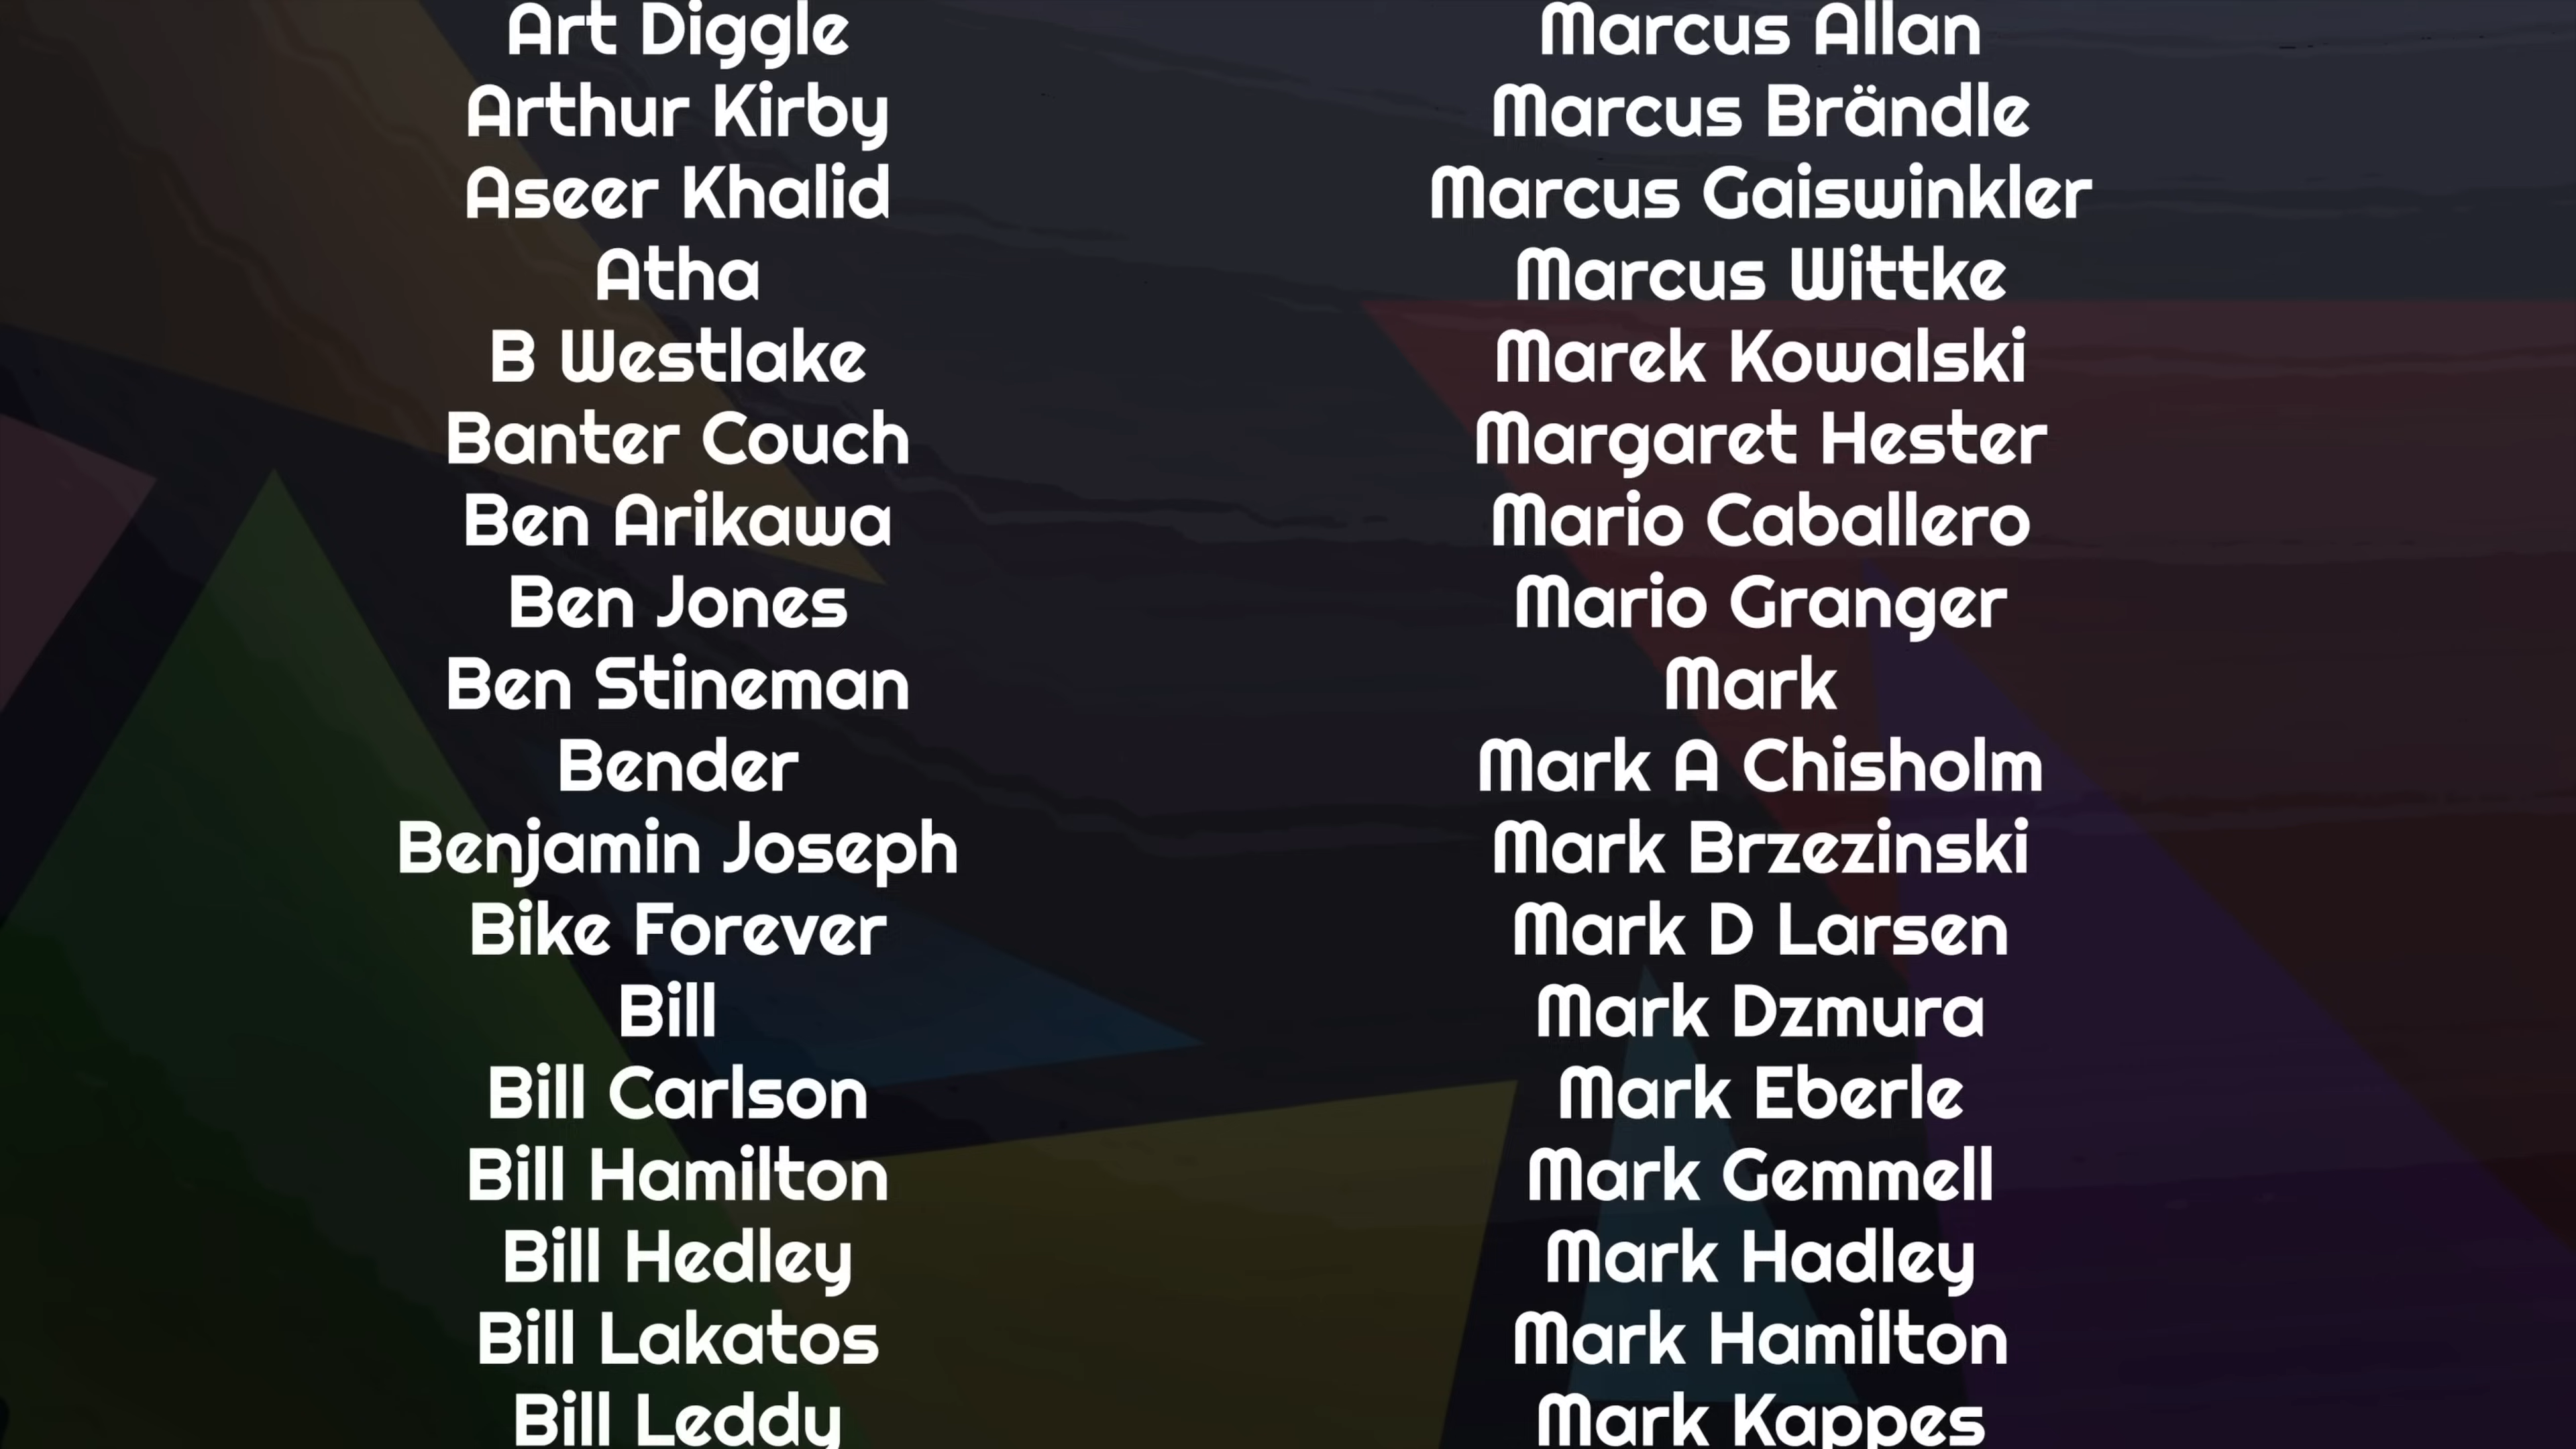 Art Diggle
Arthur Kirby
Aseer Khalid
Atha
B Westlake
Banter Couch
Ben Arikawa
Ben Jones
Ben Stineman
Bender
Benjamin Joseph
Bike Forever
Bill
Bill Carlson
Bill Hamilton
Bill Hedley
Bill Lakatos
Bill Leddy
Marcus Allan
Marcus Brändle
Marcus Gaiswinkler
Marcus Wittke
Marek Kowalski
Margaret Hester
Mario Caballero
Mario Granger
Mark
Mark A Chisholm
Mark Brzezinski
Mark D Larsen
Mark Dzmura
Mark Eberle
Mark Gemmell
Mark Hadley
Mark Hamilton
Mark Kappes